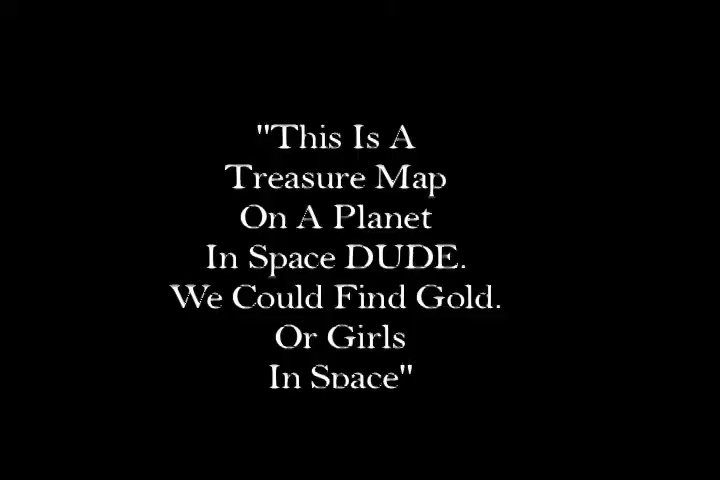 "This Is A
Treasure Map
On A Planet
In Space DUDE.
We Could Find Gold.
Or Girls
In Space"